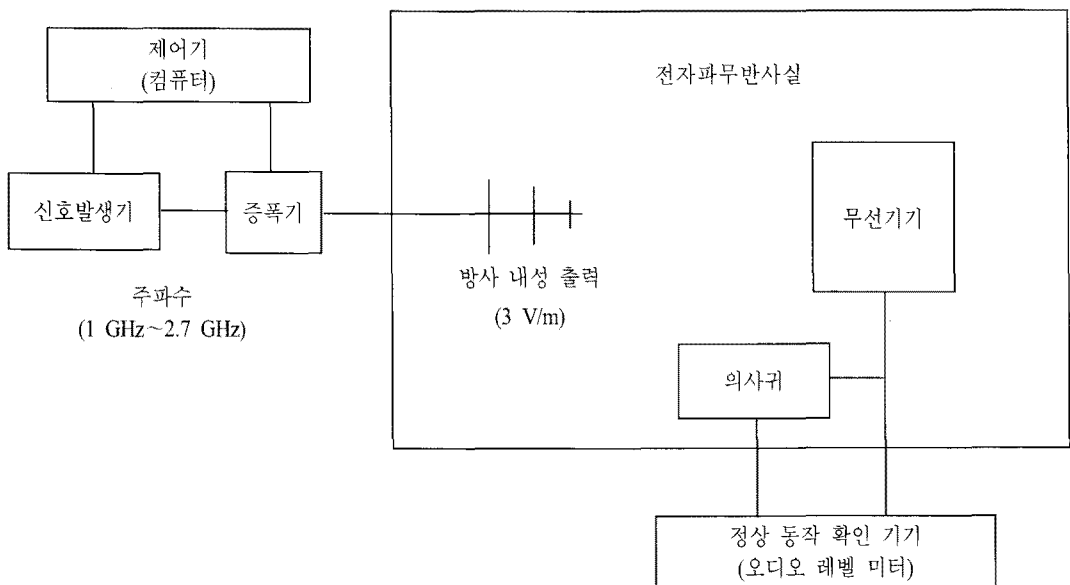 제어기
(컴퓨터)
전자파무반사실
신호발생기
증폭기
무선기기
방사 내성 출력
(3 V/m)
주파수
(1 GHz~2.7 GHz)
의사귀
정상 동작 확인 기기
(오디오 레벨 미터)